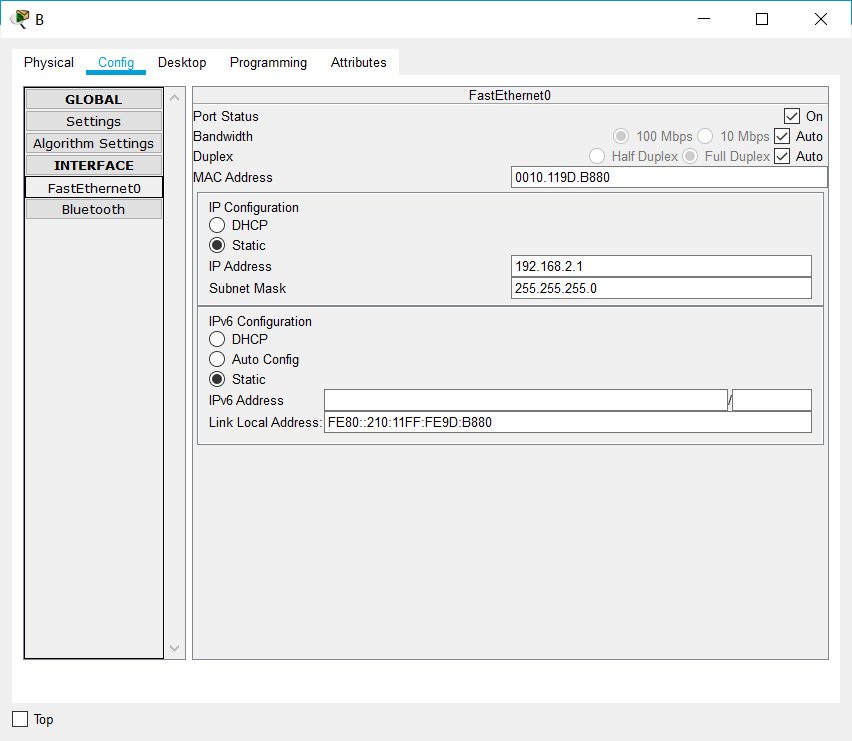 B
Physical Config Desktop Programming Attributes
GLOBAL
Settings
Algorithm Settings
INTERFACE
FastEthernet0
Bluetooth
FastEthernet0
Port Status On
Bandwidth 100 Mbps 10 Mbps Auto
Duplex Half Duplex Full Duplex Auto
MAC Address 0010.119D.B880
IP Configuration
DHCP
Static
IP Address 192.168.2.1
Subnet Mask 255.255.255.0
IPv6 Configuration
DHCP
Auto Config
Static
IPv6 Address /
Link Local Address: FE80::210:11FF:FE9D:B880
Top